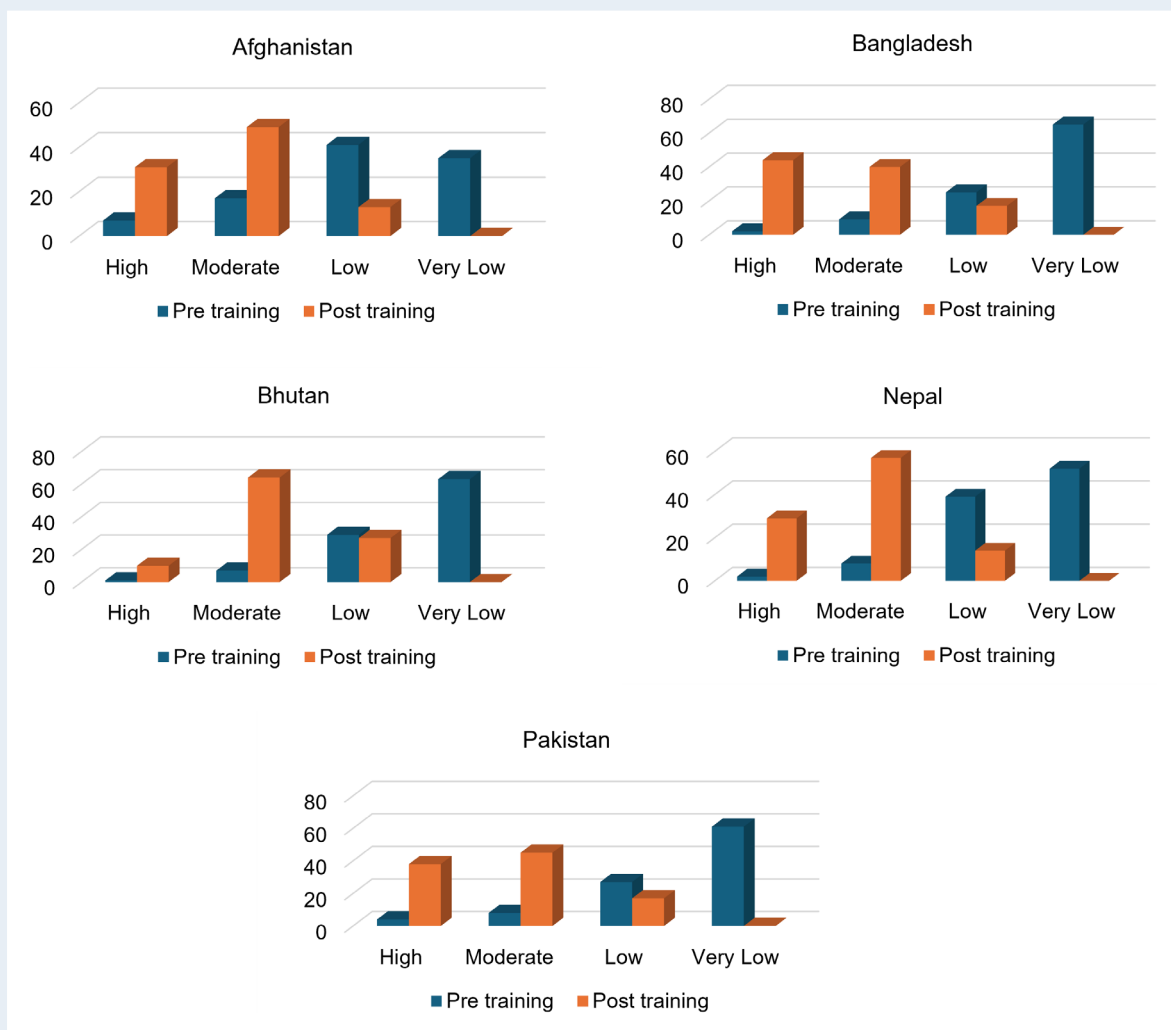 Afghanistan
60
40
20
0
High Moderate Low Very Low
Pre training Post training
Bangladesh
80
60
40
20
0
High Moderate Low Very Low
Pre training Post training
Bhutan
80
60
40
20
0
High Moderate Low Very Low
Pre training Post training
Nepal
60
40
20
0
High Moderate Low Very Low
Pre training Post training
Pakistan
80
60
40
20
0
High Moderate Low Very Low
Pre training Post training